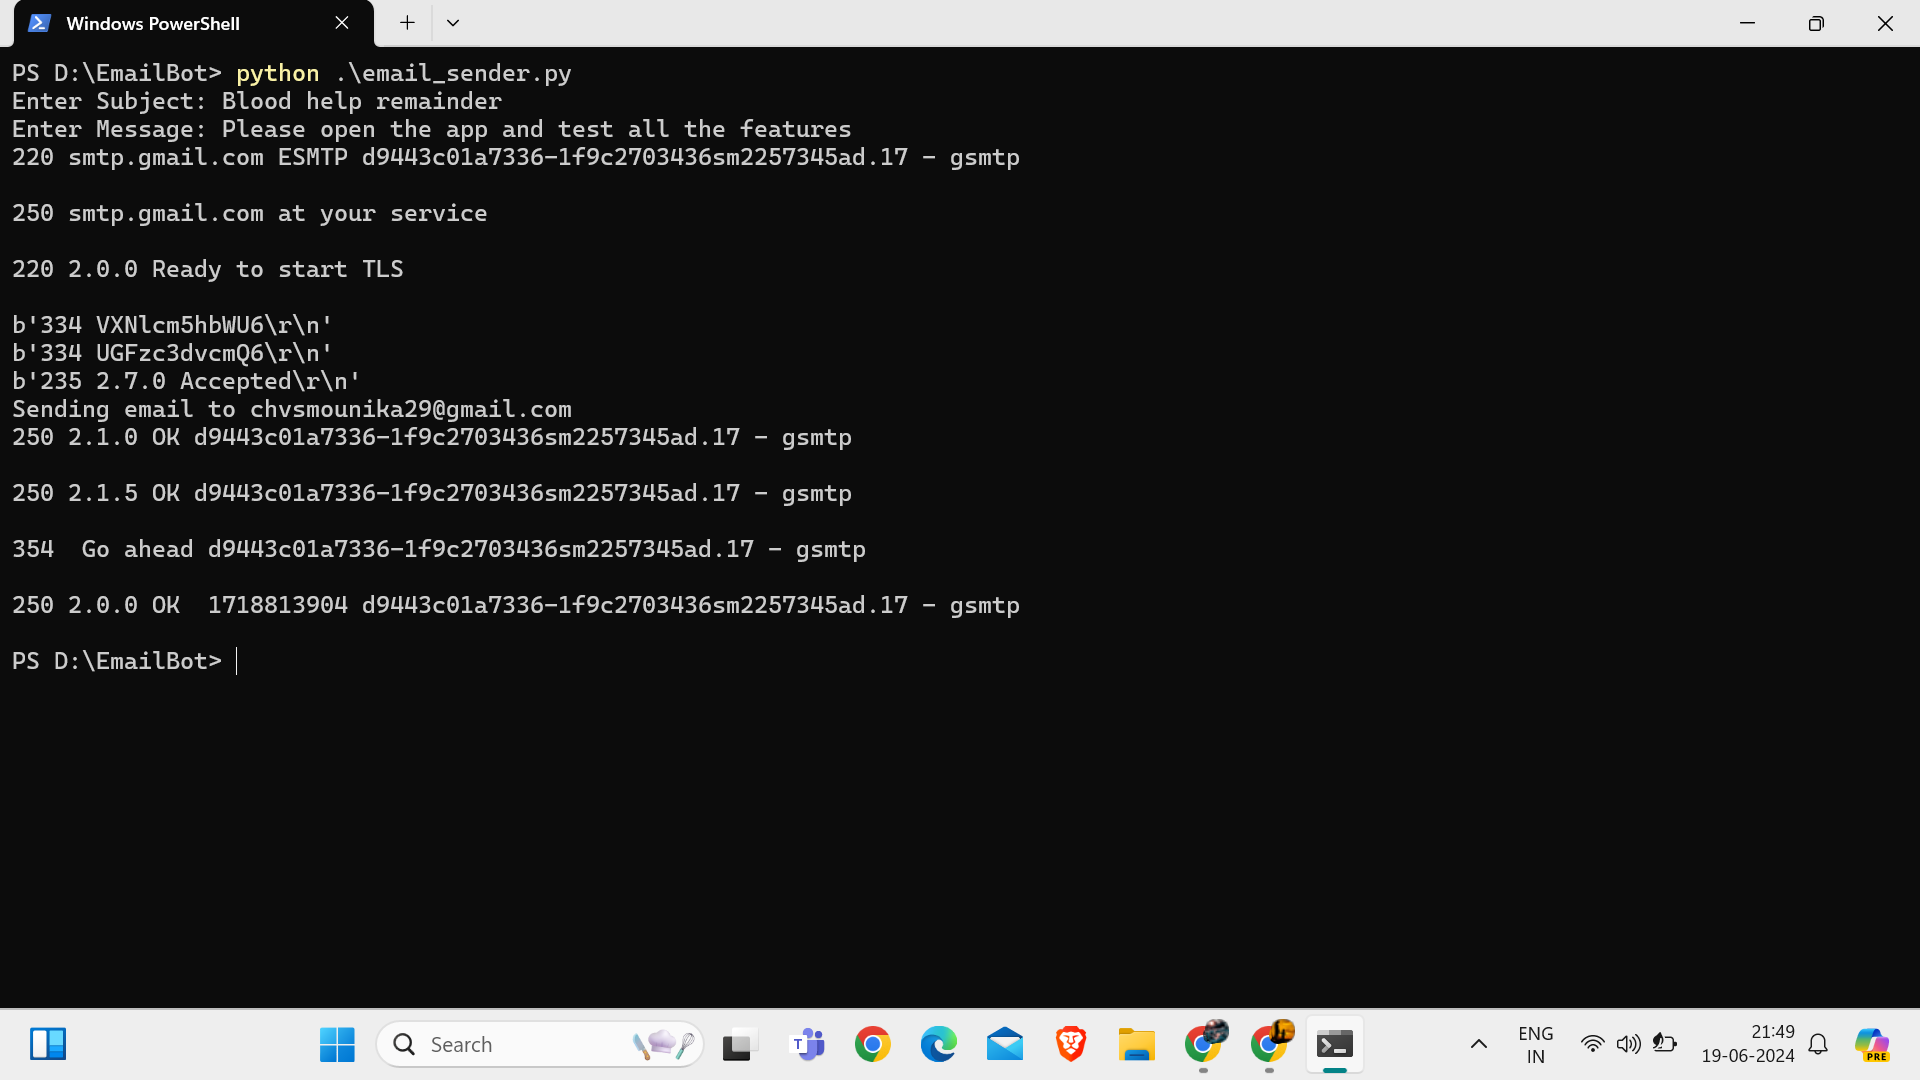 Windows PowerShell
PS D:\EmailBot> python .\email_sender.py
Enter Subject: Blood help remainder
Enter Message: Please open the app and test all the features
220 smtp.gmail.com ESMTP d9443c01a7336-1f9c2703436sm2257345ad.17 - gsmtp
250 smtp.gmail.com at your service
220 2.0.0 Ready to start TLS
b'334 VXNlcm5hbWU6\r\n'
b'334 UGFzc3dvcmQ6\r\n'
b'235 2.7.0 Accepted\r\n'
Sending email to chvsmounika29@gmail.com
250 2.1.0 OK d9443c01a7336-1f9c2703436sm2257345ad.17 - gsmtp
250 2.1.5 OK d9443c01a7336-1f9c2703436sm2257345ad.17 - gsmtp
354  Go ahead d9443c01a7336-1f9c2703436sm2257345ad.17 - gsmtp
250 2.0.0 OK  1718813904 d9443c01a7336-1f9c2703436sm2257345ad.17 - gsmtp
PS D:\EmailBot>
Search
T
ENG
IN
21:49
19-06-2024
PRE